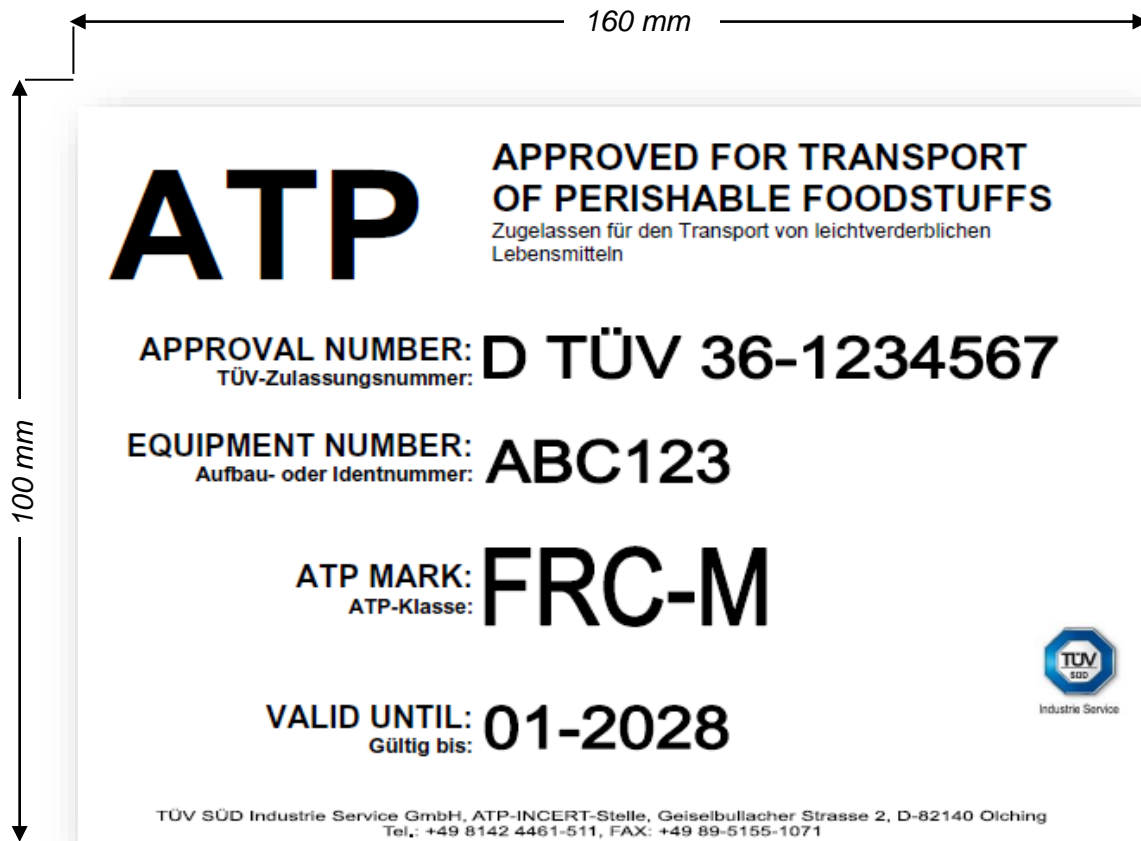 160 mm
100 mm
ATP
APPROVED FOR TRANSPORT
OF PERISHABLE FOODSTUFFS
Zugelassen für den Transport von leichtverderblichen
Lebensmitteln
APPROVAL NUMBER: D TÜV 36-1234567
TÜV-Zulassungsnummer:
EQUIPMENT NUMBER: ABC123
Aufbau- oder Identnummer:
ATP MARK: FRC-M
ATP-Klasse:
TÜV
SÜD
Industrie Service
VALID UNTIL: 01-2028
Gültig bis:
TÜV SÜD Industrie Service GmbH, ATP-INCERT-Stelle, Geiselbullacher Strasse 2, D-82140 Olching
Tel.: +49 8142 4461-511, FAX: +49 89-5155-1071